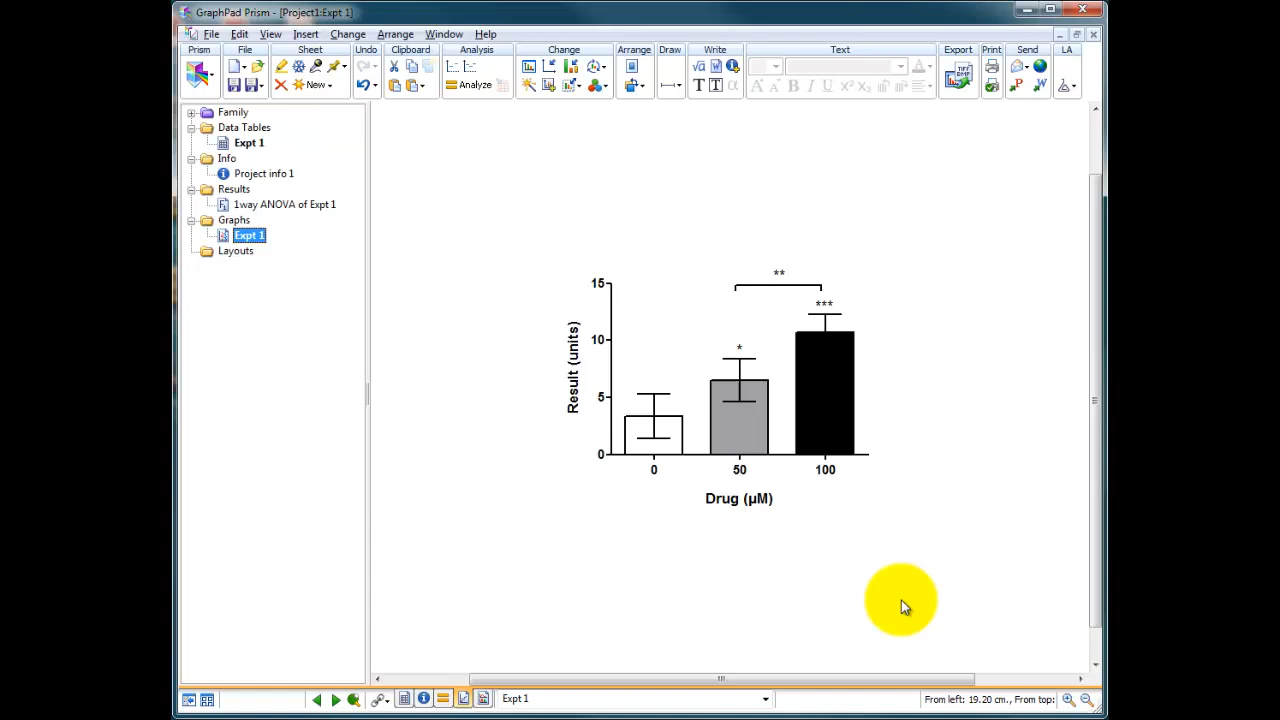 GraphPad Prism - [Project1:Expt 1]
File Edit View Insert Change Arrange Window Help
Prism File Sheet Undo Clipboard Analysis Change Arrange Draw Write Text Export Print Send LA
New Analyze
Family
Data Tables
Expt 1
Info
Project info 1
Results
1way ANOVA of Expt 1
Graphs
Expt 1
Layouts
**
15
***
10
*
Result (units)
5
0
0 50 100
Drug (µM)
Expt 1
From left: 19.20 cm., From top: